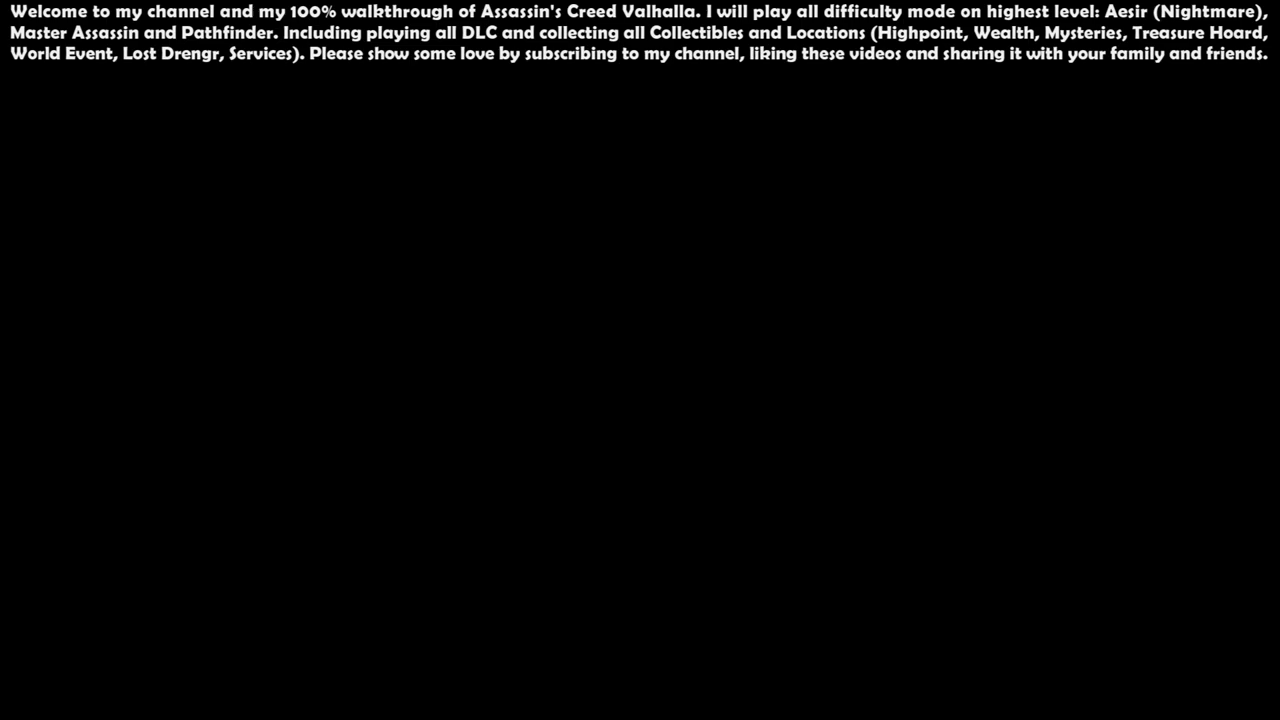 Welcome to my channel and my 100% walkthrough of Assassin's Creed Valhalla. I will play all difficulty mode on highest level: Aesir (Nightmare),
Master Assassin and Pathfinder. Including playing all DLC and collecting all Collectibles and Locations (Highpoint, Wealth, Mysteries, Treasure Hoard,
World Event, Lost Drengr, Services). Please show some love by subscribing to my channel, liking these videos and sharing it with your family and friends.